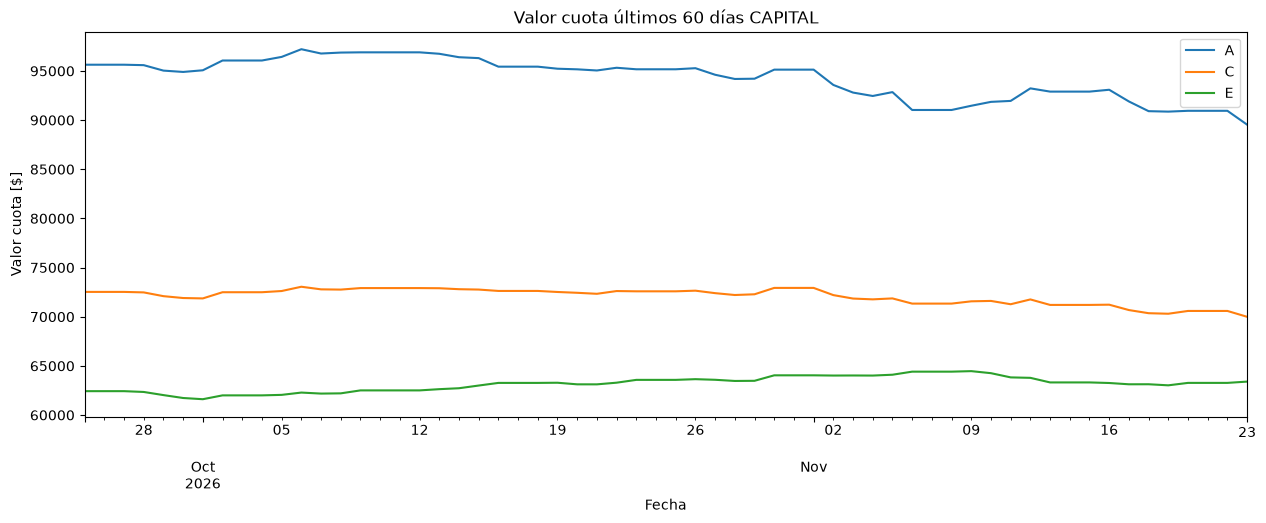 Valor cuota últimos 60 días CAPITAL
A
C
E
Valor cuota [$]
95000
90000
85000
80000
75000
70000
65000
60000
28 05 12 19 26 02 09 16 23
Oct Nov
2026
Fecha